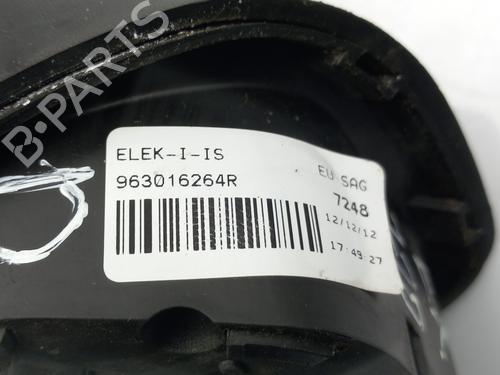 B-PARTS
ELEK-I-IS
963016264R
EU SAG
7248
12/12/12
17:49:27